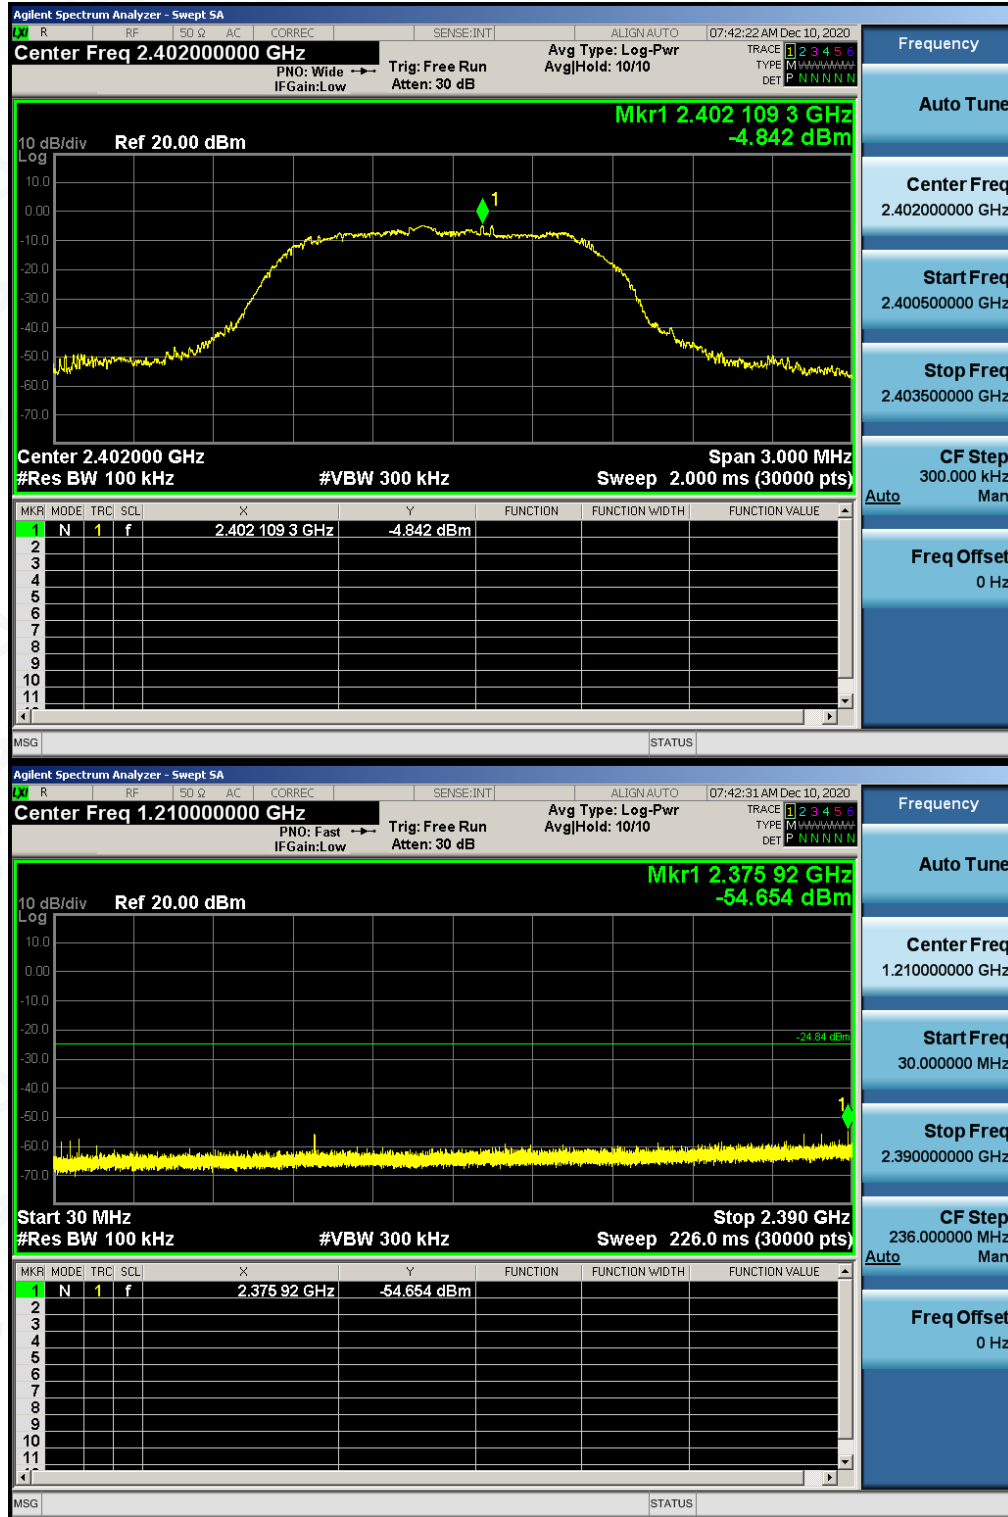 Agilent Spectrum Analyzer - Swept SA
LXI R RF 50 Ω AC CORREC SENSE:INT ALIGN AUTO 07:42:22 AM Dec 10, 2020
Center Freq 2.402000000 GHz
PNO: Wide
IFGain:Low
Trig: Free Run
Atten: 30 dB
Avg Type: Log-Pwr
Avg|Hold: 10/10
TRACE 1 2 3 4 5 6
TYPE M WWWWW
DET P N N N N N
Frequency
Auto Tune
Center Freq
2.402000000 GHz
Start Freq
2.400500000 GHz
Stop Freq
2.403500000 GHz
CF Step
300.000 kHz
Auto Man
Freq Offset
0 Hz
Mkr1 2.402 109 3 GHz
-4.842 dBm
10 dB/div Ref 20.00 dBm
Log
10.0
0.00
-10.0
-20.0
-30.0
-40.0
-50.0
-60.0
-70.0
1
Center 2.402000 GHz Span 3.000 MHz
#Res BW 100 kHz #VBW 300 kHz Sweep 2.000 ms (30000 pts)
MKR MODE TRC SCL X Y FUNCTION FUNCTION WIDTH FUNCTION VALUE
1 N 1 f 2.402 109 3 GHz -4.842 dBm
2
3
4
5
6
7
8
9
10
11
MSG STATUS
Agilent Spectrum Analyzer - Swept SA
LXI R RF 50 Ω AC CORREC SENSE:INT ALIGN AUTO 07:42:31 AM Dec 10, 2020
Center Freq 1.210000000 GHz
PNO: Fast
IFGain:Low
Trig: Free Run
Atten: 30 dB
Avg Type: Log-Pwr
Avg|Hold: 10/10
TRACE 1 2 3 4 5 6
TYPE M WWWWW
DET P N N N N N
Frequency
Auto Tune
Center Freq
1.210000000 GHz
Start Freq
30.000000 MHz
Stop Freq
2.390000000 GHz
CF Step
236.000000 MHz
Auto Man
Freq Offset
0 Hz
Mkr1 2.375 92 GHz
-54.654 dBm
10 dB/div Ref 20.00 dBm
Log
10.0
0.00
-10.0
-20.0
-30.0
-40.0
-50.0
-60.0
-70.0
-24.84 dBm
1
Start 30 MHz Stop 2.390 GHz
#Res BW 100 kHz #VBW 300 kHz Sweep 226.0 ms (30000 pts)
MKR MODE TRC SCL X Y FUNCTION FUNCTION WIDTH FUNCTION VALUE
1 N 1 f 2.375 92 GHz -54.654 dBm
2
3
4
5
6
7
8
9
10
11
MSG STATUS